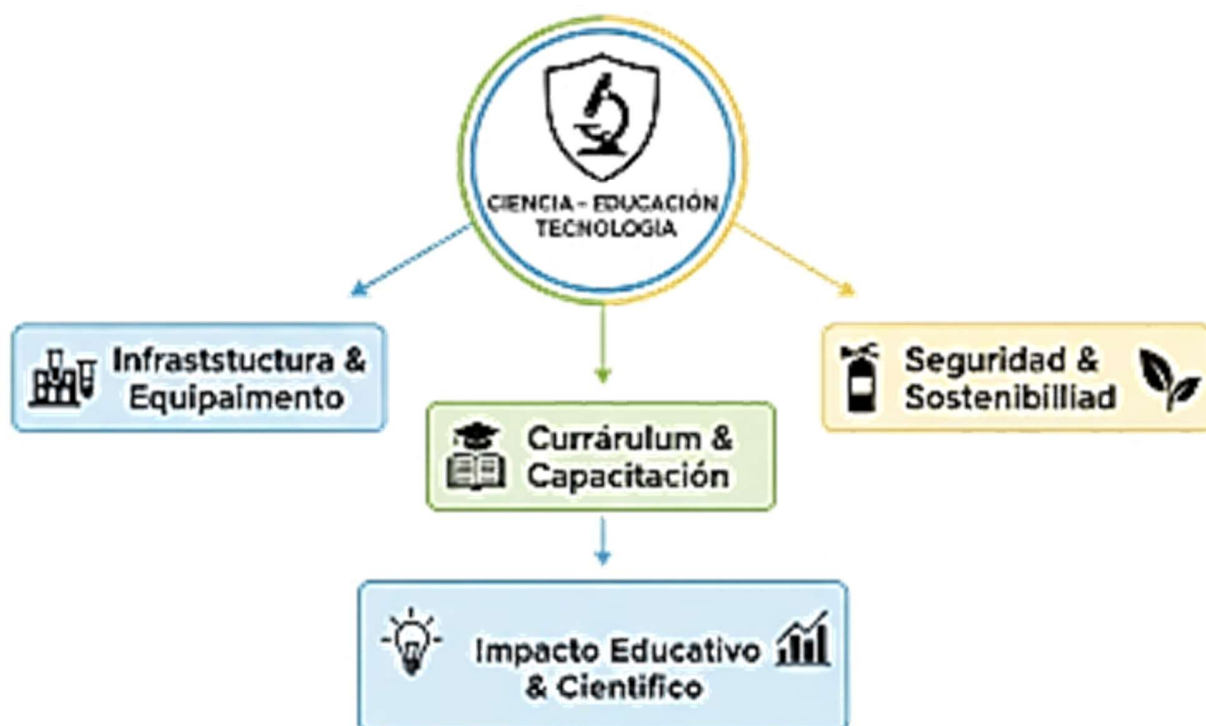 CIENCIA - EDUCACIÓN
TECNOLOGIA
Infraststuctura &
Equipaimento
Seguridad &
Sostenibilliad
Currárulum &
Capacitación
Impacto Educativo
& Cientifico